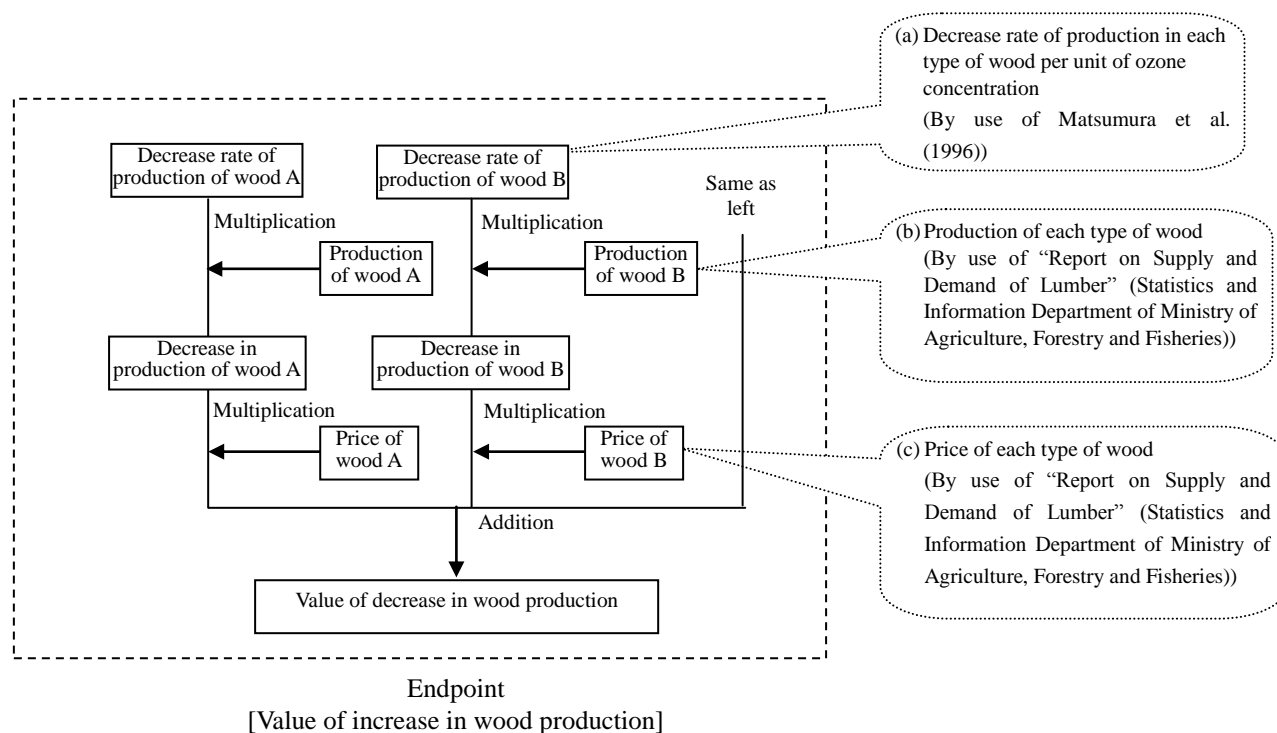 Decrease rate of
production of wood A
Decrease rate of
production of wood B
Same as
left
Multiplication
Multiplication
Production
of wood A
Production
of wood B
Decrease in
production of wood A
Decrease in
production of wood B
Multiplication
Multiplication
Price of
wood A
Price of
wood B
Addition
Value of decrease in wood production
Endpoint
[Value of increase in wood production]
(a) Decrease rate of production in each
type of wood per unit of ozone
concentration
(By use of Matsumura et al.
(1996))
(b) Production of each type of wood
(By use of “Report on Supply and
Demand of Lumber” (Statistics and
Information Department of Ministry of
Agriculture, Forestry and Fisheries))
(c) Price of each type of wood
(By use of “Report on Supply and
Demand of Lumber” (Statistics and
Information Department of Ministry of
Agriculture, Forestry and Fisheries))